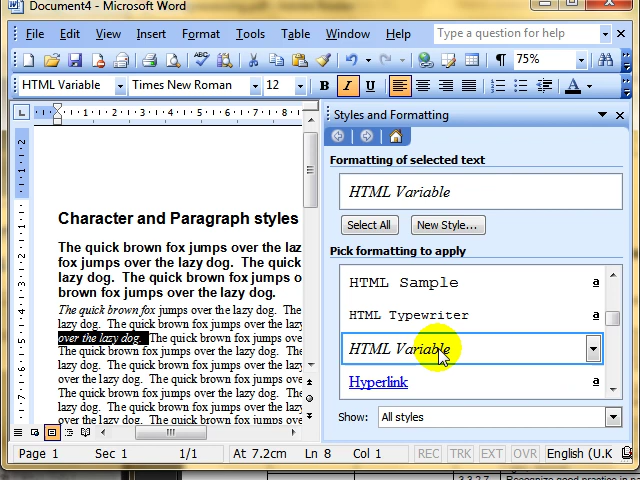 Document4 - Microsoft Word
File Edit View Insert Format Tools Table Window
Help Type a question for help
75%
HTML Variable Times New Roman 12 B I U A
Styles and Formatting
Formatting of selected text
HTML Variable
Select All New Style...
Pick formatting to apply
HTML Sample a
HTML Typewriter a
HTML Variable
Hyperlink a
Show: All styles
Character and Paragraph styles
The quick brown fox jumps over the laz
lazy dog. The quick brown fox jumps ov
lazy dog. The quick brown fox jumps o
brown fox jumps over the lazy dog.
The quick brown fox jumps over the lazy dog. The
lazy dog. The quick brown fox jumps over the lazy
over the lazy dog. The quick brown fox jumps over
The quick brown fox jumps over the lazy dog. The
lazy dog. The quick brown fox jumps over the lazy
dog. The quick brown fox jumps over the lazy dog.
quick brown fox jumps over the lazy dog. The quick
brown fox jumps over the lazy dog. The quick brow
fox jumps over the lazy dog. The quick brown fox
Page 1 Sec 1 1/1 At 7.2cm Ln 8 Col 1 REC TRK EXT OVR English (U.K